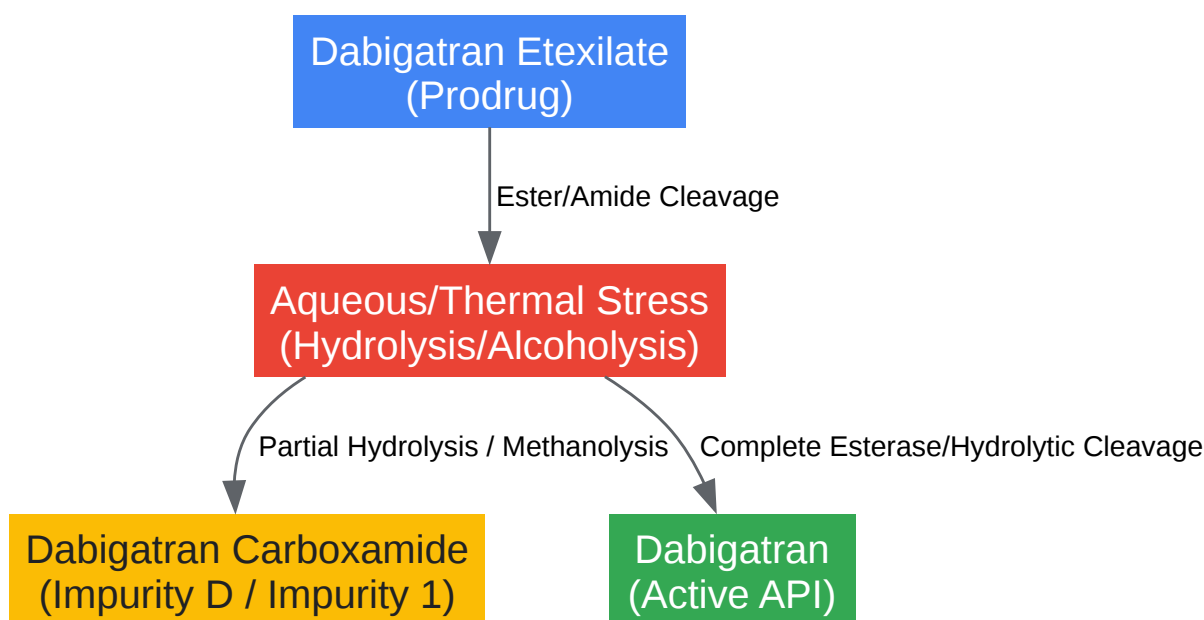 Dabigatran Etexilate
(Prodrug)
Ester/Amide Cleavage
Aqueous/Thermal Stress
(Hydrolysis/Alcoholysis)
Partial Hydrolysis / Methanolysis
Complete Esterase/Hydrolytic Cleavage
Dabigatran Carboxamide
(Impurity D / Impurity 1)
Dabigatran
(Active API)